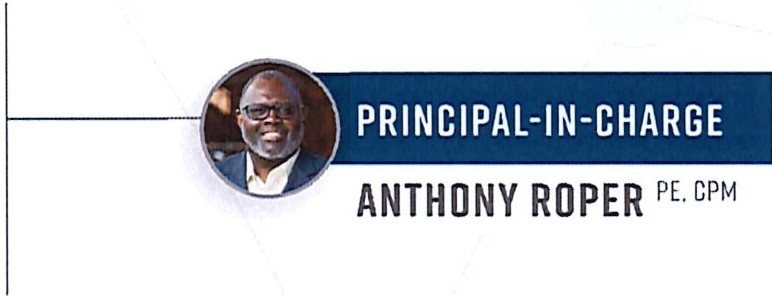 PRINCIPAL-IN-CHARGE
ANTHONY ROPER PE, CPM